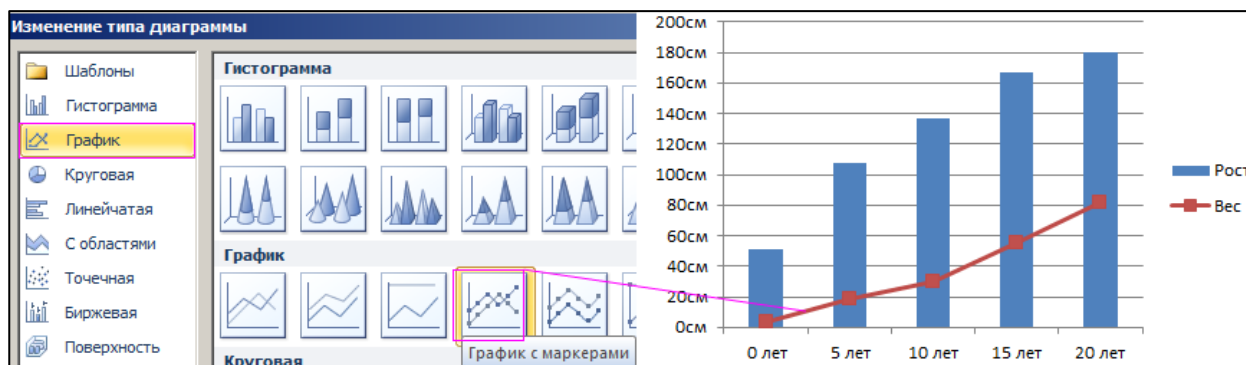 Изменение типа диаграммы
Шаблоны
Гистограмма
График
Круговая
Линейчатая
С областями
Точечная
Биржевая
Поверхность
Гистограмма
График
График с маркерами
Круговая
200см
180см
160см
140см
120см
100см
80см
60см
40см
20см
0см
0 лет
5 лет
10 лет
15 лет
20 лет
Рост
Вес